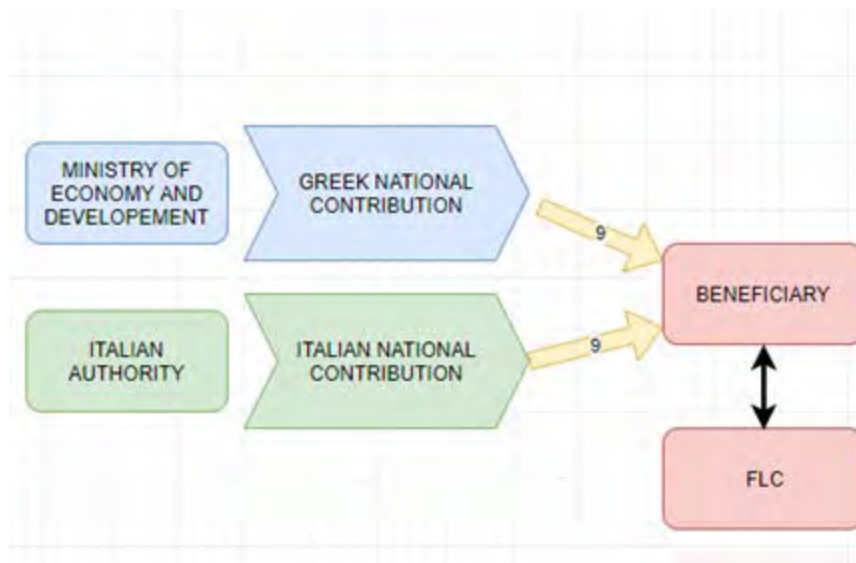 MINISTRY OF
ECONOMY AND
DEVELOPEMENT
GREEK NATIONAL
CONTRIBUTION
9
BENEFICIARY
ITALIAN
AUTHORITY
ITALIAN NATIONAL
CONTRIBUTION
9
FLC